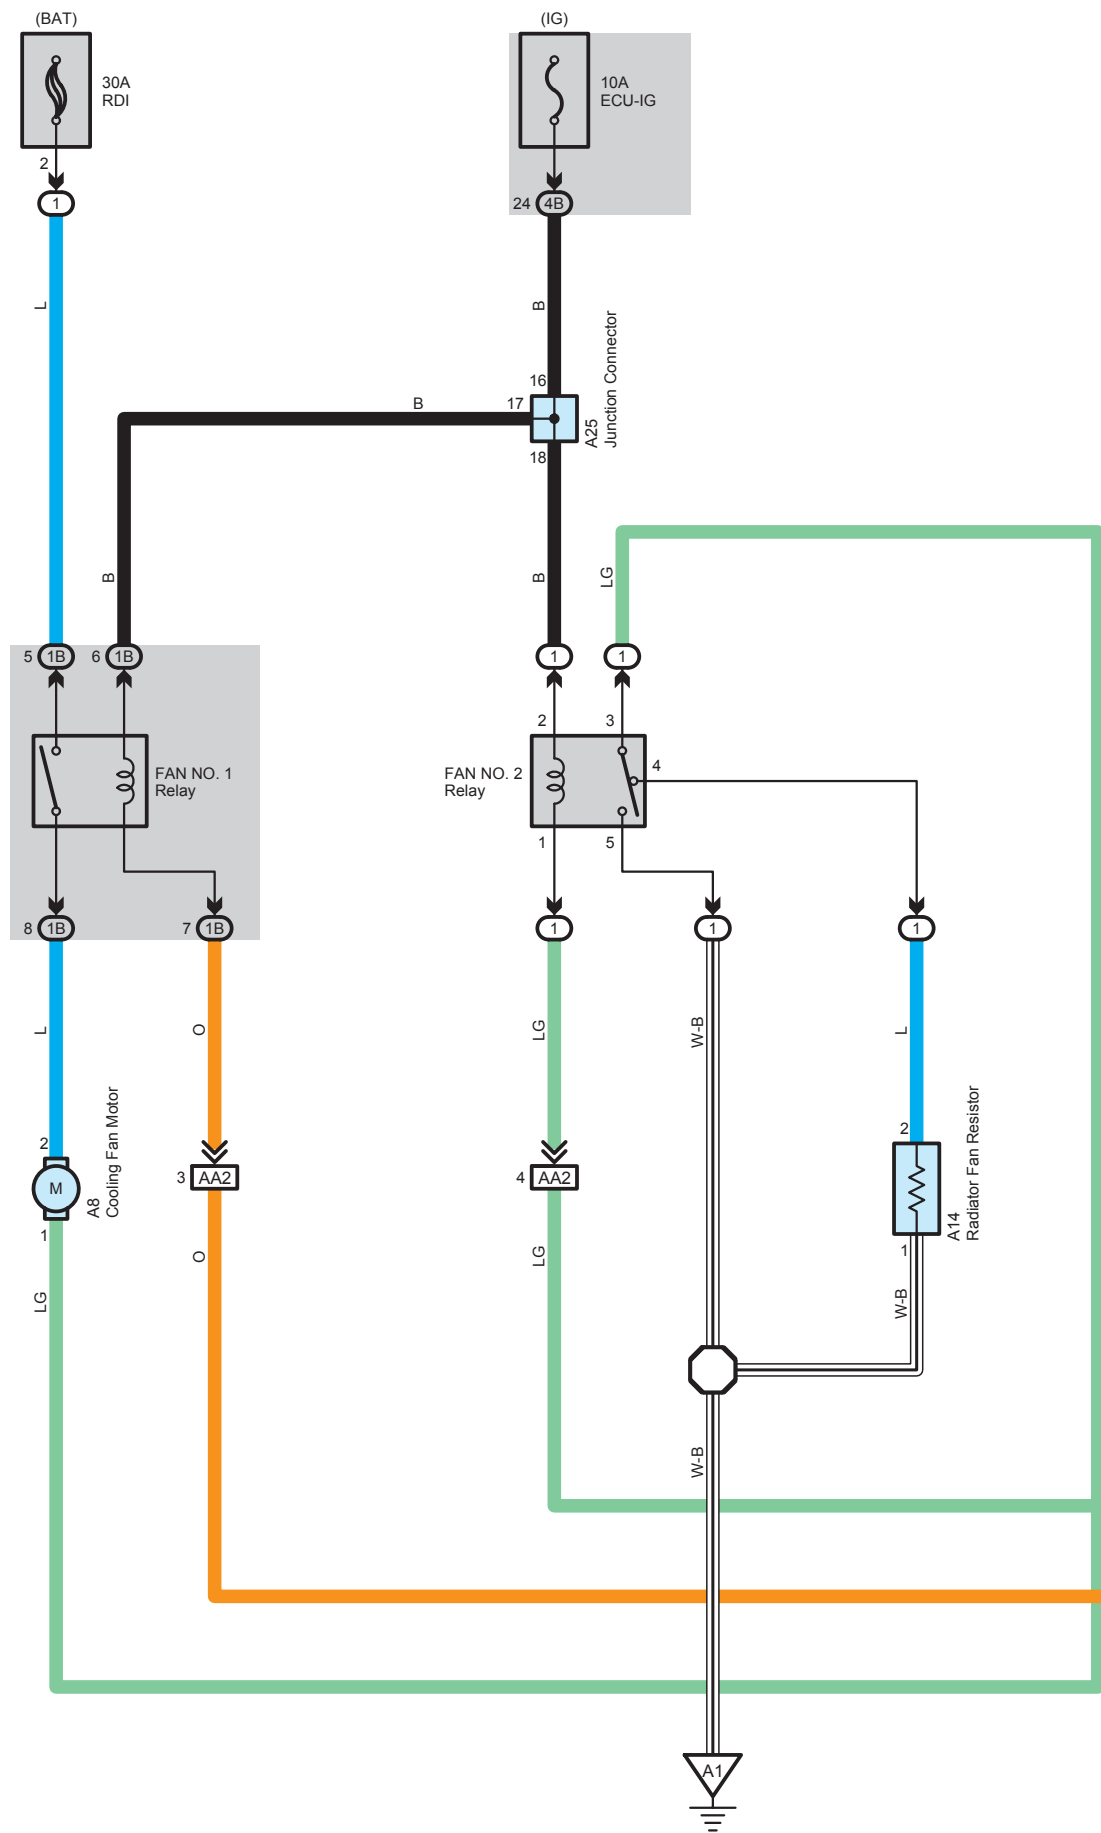 (BAT)
(IG)
30A
RDI
10A
ECU-IG
2
1
24
4B
L
B
16
17
18
A25
Junction Connector
B
B
B
LG
5
1B
6
1B
1
1
2
3
4
FAN NO. 1
Relay
FAN NO. 2
Relay
1
5
8
1B
7
1B
1
1
1
L
O
LG
W-B
L
2
M
1
A8
Cooling Fan Motor
3
AA2
4
AA2
2
1
A14
Radiator Fan Resistor
LG
O
LG
W-B
W-B
A1